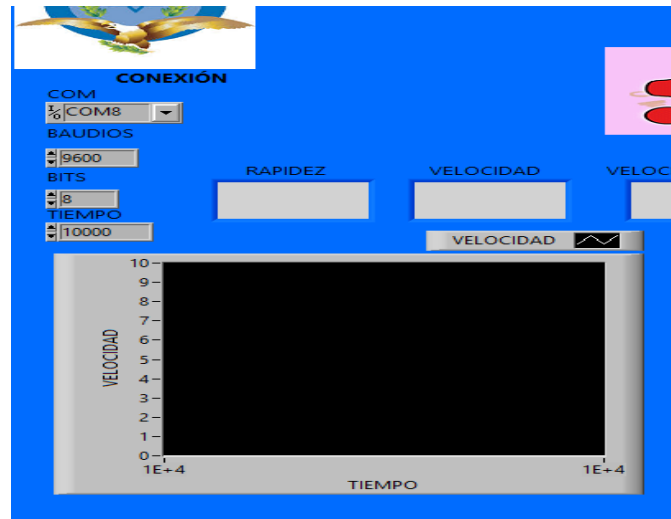 CONEXIÓN
COM
I/O COM8
BAUDIOS
9600
BITS
8
TIEMPO
10000
RAPIDEZ
VELOCIDAD
VELOC
VELOCIDAD
10
9
8
7
6
5
4
3
2
1
0
VELOCIDAD
1E+4
1E+4
TIEMPO